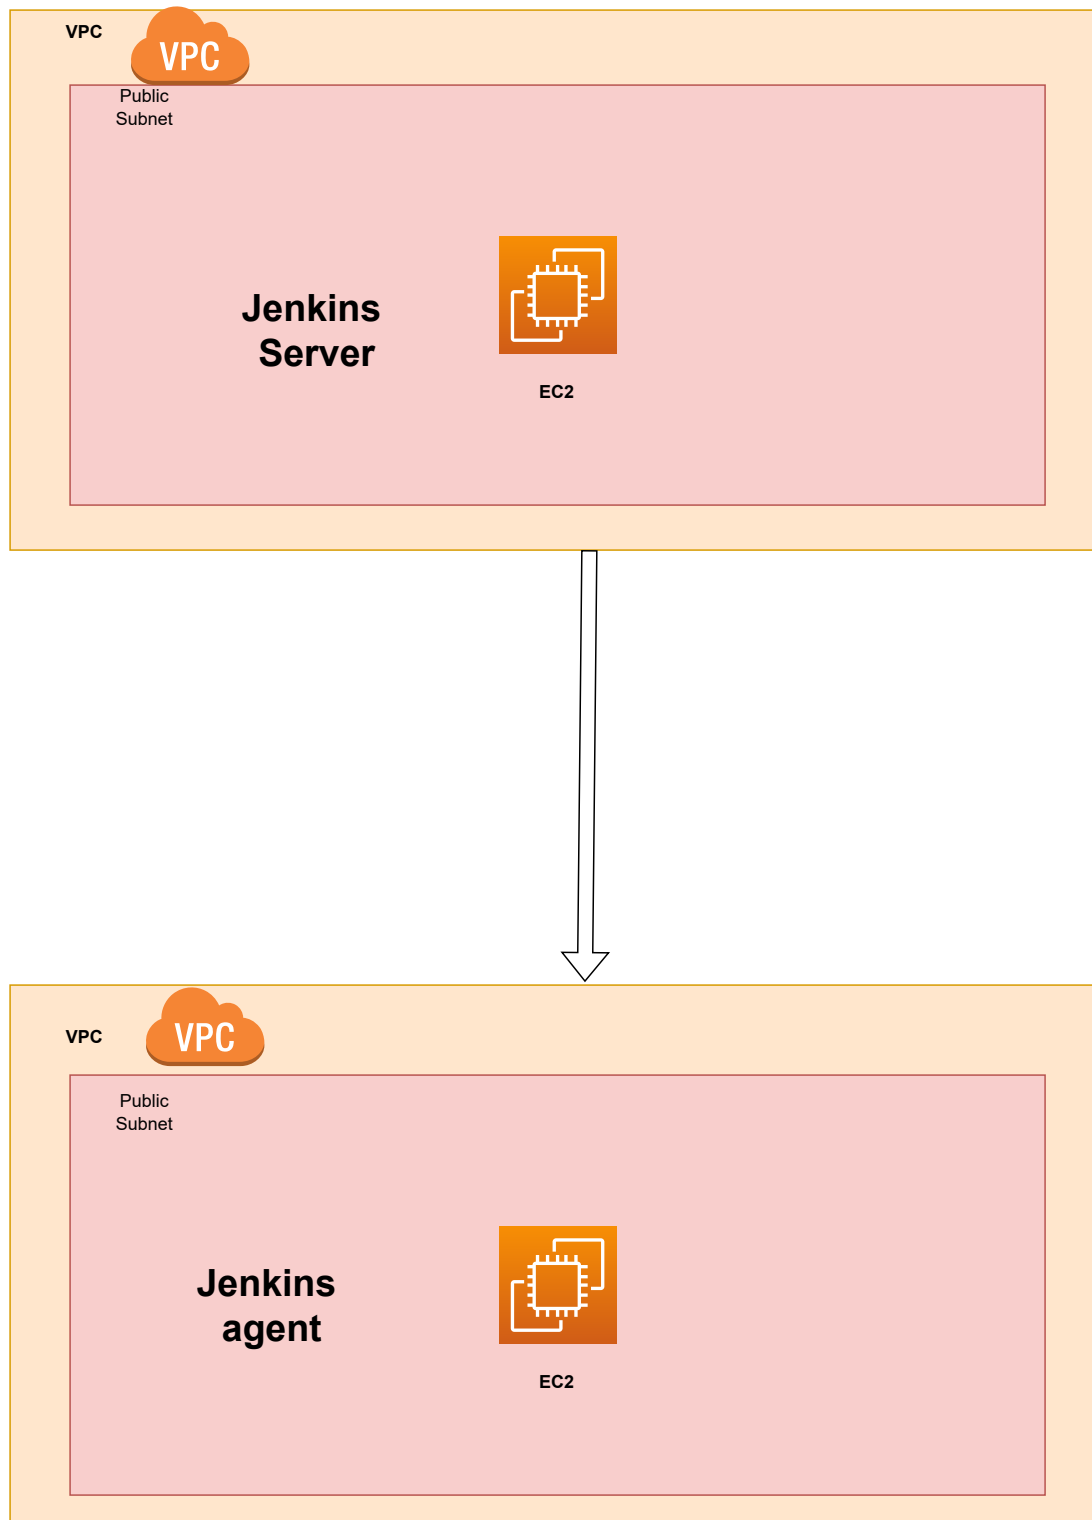 VPC
VPC
Public
Subnet
Jenkins
Server
EC2
VPC
VPC
Public
Subnet
Jenkins
agent
EC2